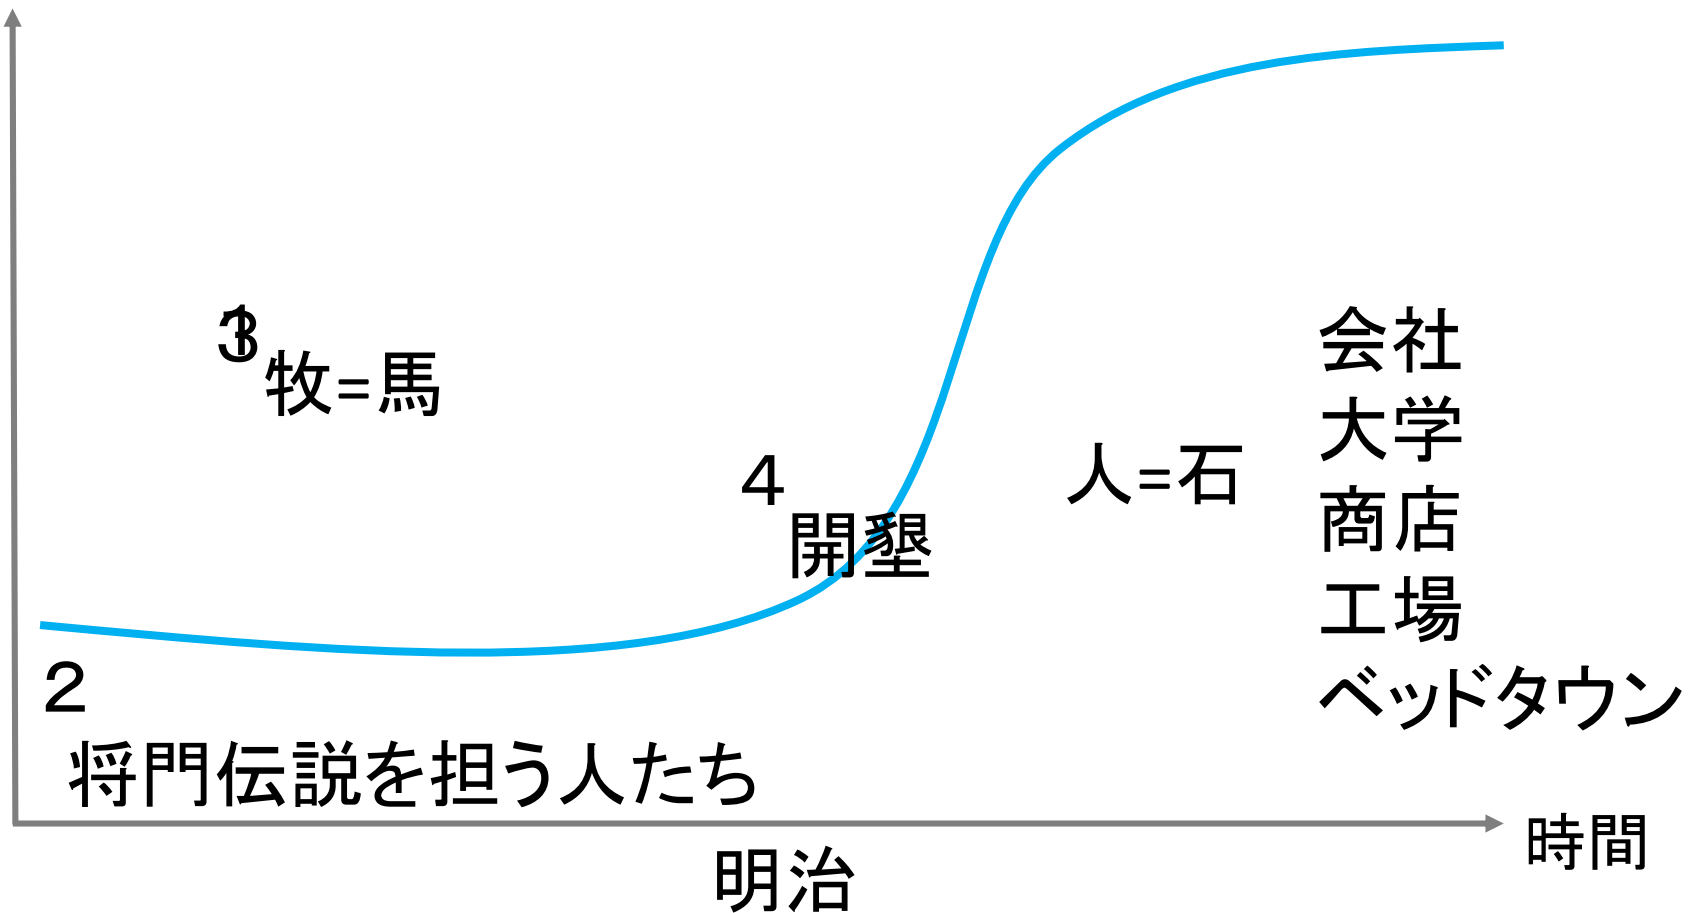 1
3
牧=馬
会社
大学
4
人=石
商店
開墾
工場
2
ベッドタウン
将門伝説を担う人たち
時間
明治